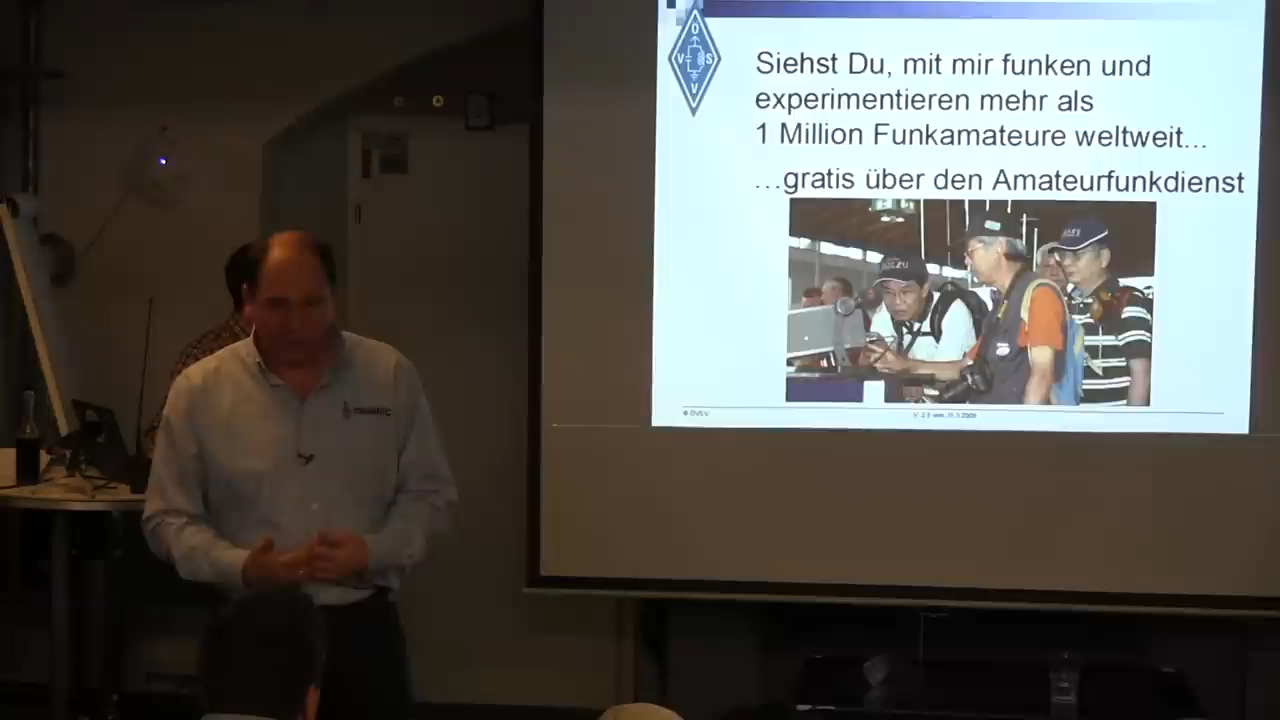 Ö
V S
V
Siehst Du, mit mir funken und
experimentieren mehr als
1 Million Funkamateure weltweit...
...gratis über den Amateurfunkdienst